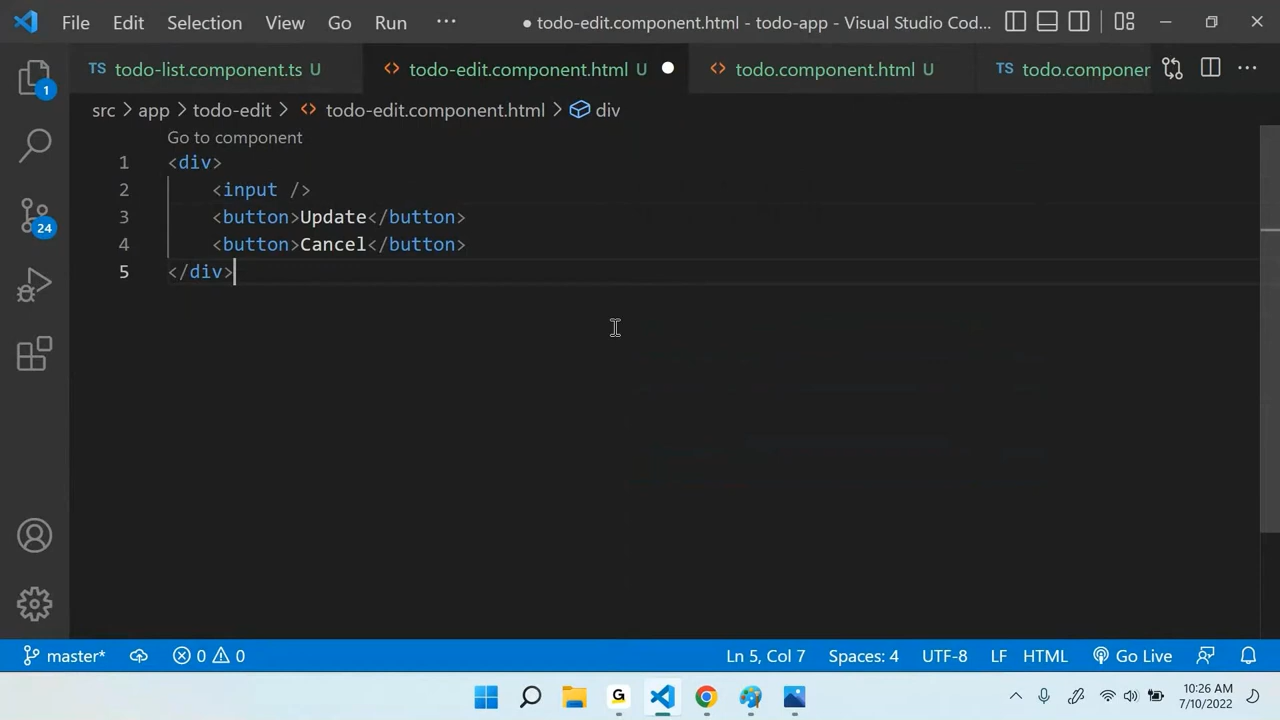 File Edit Selection View Go Run ··· ● todo-edit.component.html - todo-app - Visual Studio Cod...
TS todo-list.component.ts U <> todo-edit.component.html U ● <> todo.component.html U TS todo.componer ···
1
src > app > todo-edit > <> todo-edit.component.html > div
Go to component
1 <div>
2 <input />
3 <button>Update</button>
4 <button>Cancel</button>
5 </div>
24
master* 0 0 Ln 5, Col 7 Spaces: 4 UTF-8 LF HTML Go Live
G
10:26 AM
7/10/2022